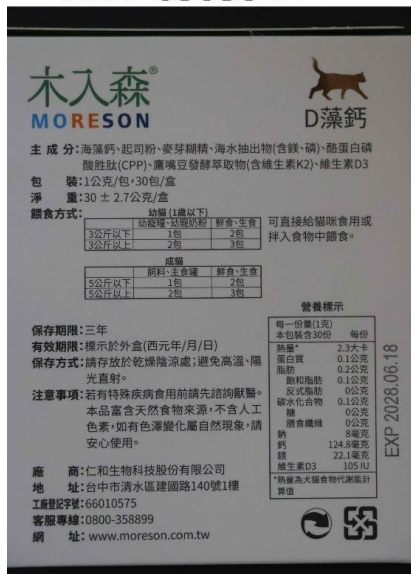 木入森®
MORESON
D藻鈣
主成分:海藻鈣、起司粉、麥芽糊精、海水抽出物(含鎂、磷)、酪蛋白磷
酸胜肽(CPP)、鷹嘴豆發酵萃取物(含維生素K2)、維生素D3
包裝:1公克/包,30包/盒
淨重:30 ± 2.7公克/盒
餵食方式:
幼貓 (1歲以下)
幼寵糧、幼寵奶粉 鮮食、生食
3公斤以下 1包 2包
3公斤以上 2包 3包
可直接給貓咪食用或
拌入食物中餵食。
成貓
飼料、主食罐 鮮食、生食
5公斤以下 1包 2包
5公斤以上 2包 3包
保存期限:三年
有效期限:標示於外盒(西元年/月/日)
保存方式:請存放於乾燥陰涼處;避免高溫、陽
光直射。
注意事項:若有特殊疾病食用前請先諮詢獸醫。
本品富含天然食物來源,不含人工
色素,如有色澤變化屬自然現象,請
安心使用。
廠商:仁和生物科技股份有限公司
地址:台中市清水區建國路140號1樓
工廠登記字號:66010575
客服專線:0800-358899
網址: www.moreson.com.tw
營養標示
每一份量(1克)
本包裝含30份 每份
熱量* 2.3大卡
蛋白質 0.1公克
脂肪 0.2公克
飽和脂肪 0.1公克
反式脂肪 0公克
碳水化合物 0.1公克
糖 0公克
膳食纖維 0公克
鈉 8毫克
鈣 124.8毫克
鎂 22.1毫克
維生素D3 105 IU
*熱量為犬貓食物代謝能計
算值
EXP 2028.06.18